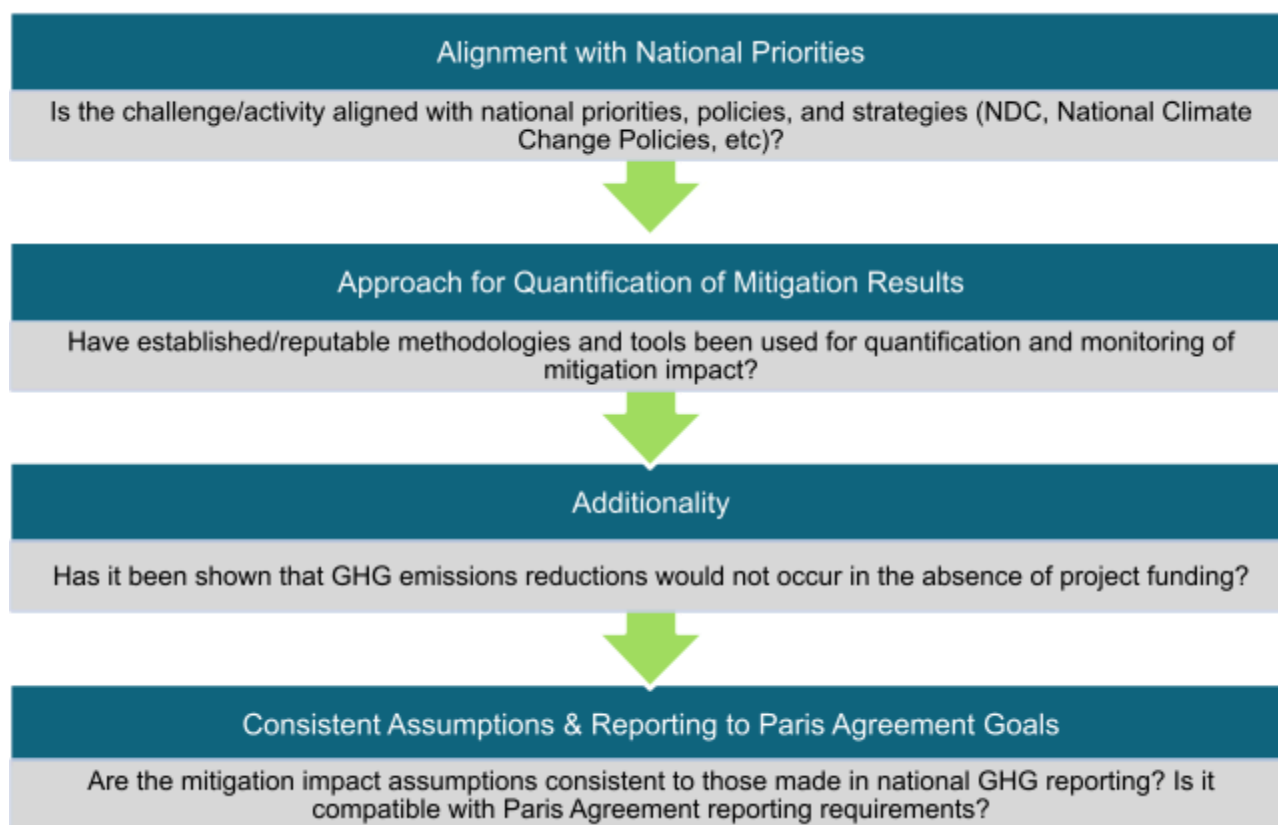 Alignment with National Priorities
Is the challenge/activity aligned with national priorities, policies, and strategies (NDC, National Climate
Change Policies, etc)?
Approach for Quantification of Mitigation Results
Have established/reputable methodologies and tools been used for quantification and monitoring of
mitigation impact?
Additionality
Has it been shown that GHG emissions reductions would not occur in the absence of project funding?
Consistent Assumptions & Reporting to Paris Agreement Goals
Are the mitigation impact assumptions consistent to those made in national GHG reporting? Is it
compatible with Paris Agreement reporting requirements?